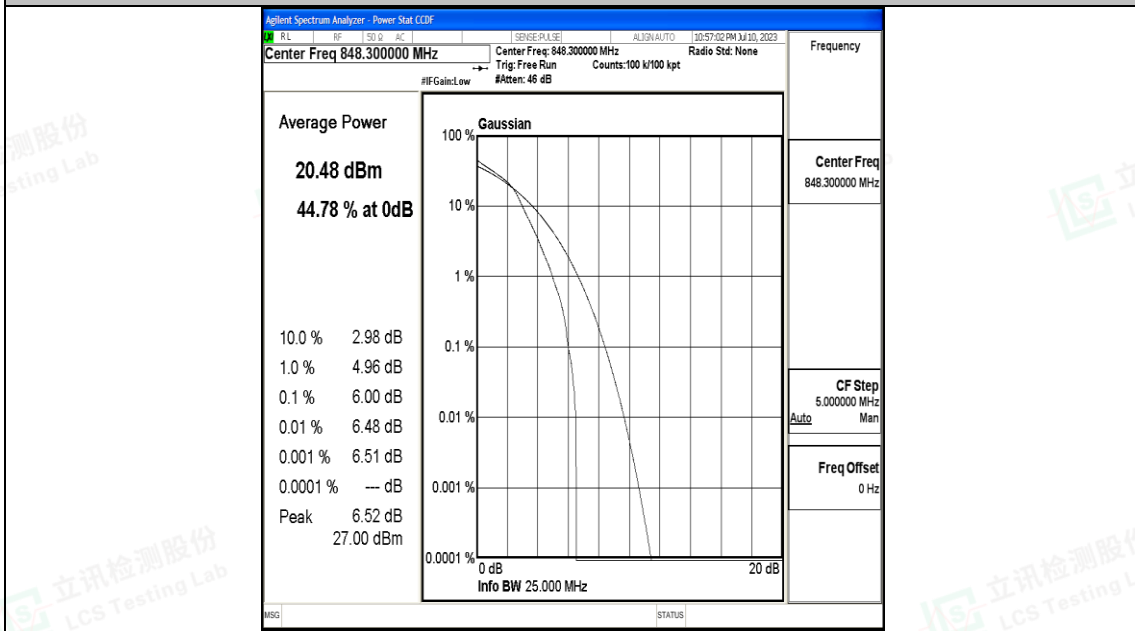 Agilent Spectrum Analyzer - Power Stat CCDF
RL RF 50 Ω AC SENSE:PULSE ALIGN AUTO 10:57:02 PM Jul 10, 2023
Center Freq 848.300000 MHz
Center Freq: 848.300000 MHz Radio Std: None
Trig: Free Run Counts:100 k/100 kpt
#IFGain:Low #Atten: 46 dB
Frequency
Average Power
20.48 dBm
44.78 % at 0dB
10.0 % 2.98 dB
1.0 % 4.96 dB
0.1 % 6.00 dB
0.01 % 6.48 dB
0.001 % 6.51 dB
0.0001 % --- dB
Peak 6.52 dB
27.00 dBm
Gaussian
100 %
10 %
1 %
0.1 %
0.01 %
0.001 %
0.0001 %
0 dB 20 dB
Info BW 25.000 MHz
Center Freq
848.300000 MHz
CF Step
5.000000 MHz
Auto Man
Freq Offset
0 Hz
MSG STATUS
立讯检测股份
LCS Testing Lab
立讯检测股份